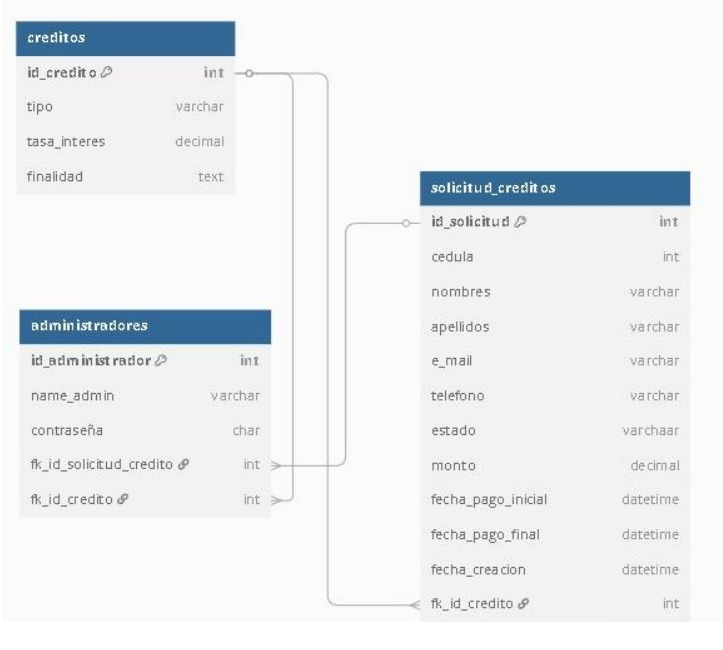 creditos
id_credito int
tipo varchar
tasa_interes decimal
finalidad text
administradores
id_administrador int
name_admin varchar
contraseña char
fk_id_solicitud_credito int
fk_id_credito int
solicitud_creditos
id_solicitud int
cedula int
nombres varchar
apellidos varchar
e_mail varchar
telefono varchar
estado varchaar
monto decimal
fecha_pago_inicial datetime
fecha_pago_final datetime
fecha_creacion datetime
fk_id_credito int